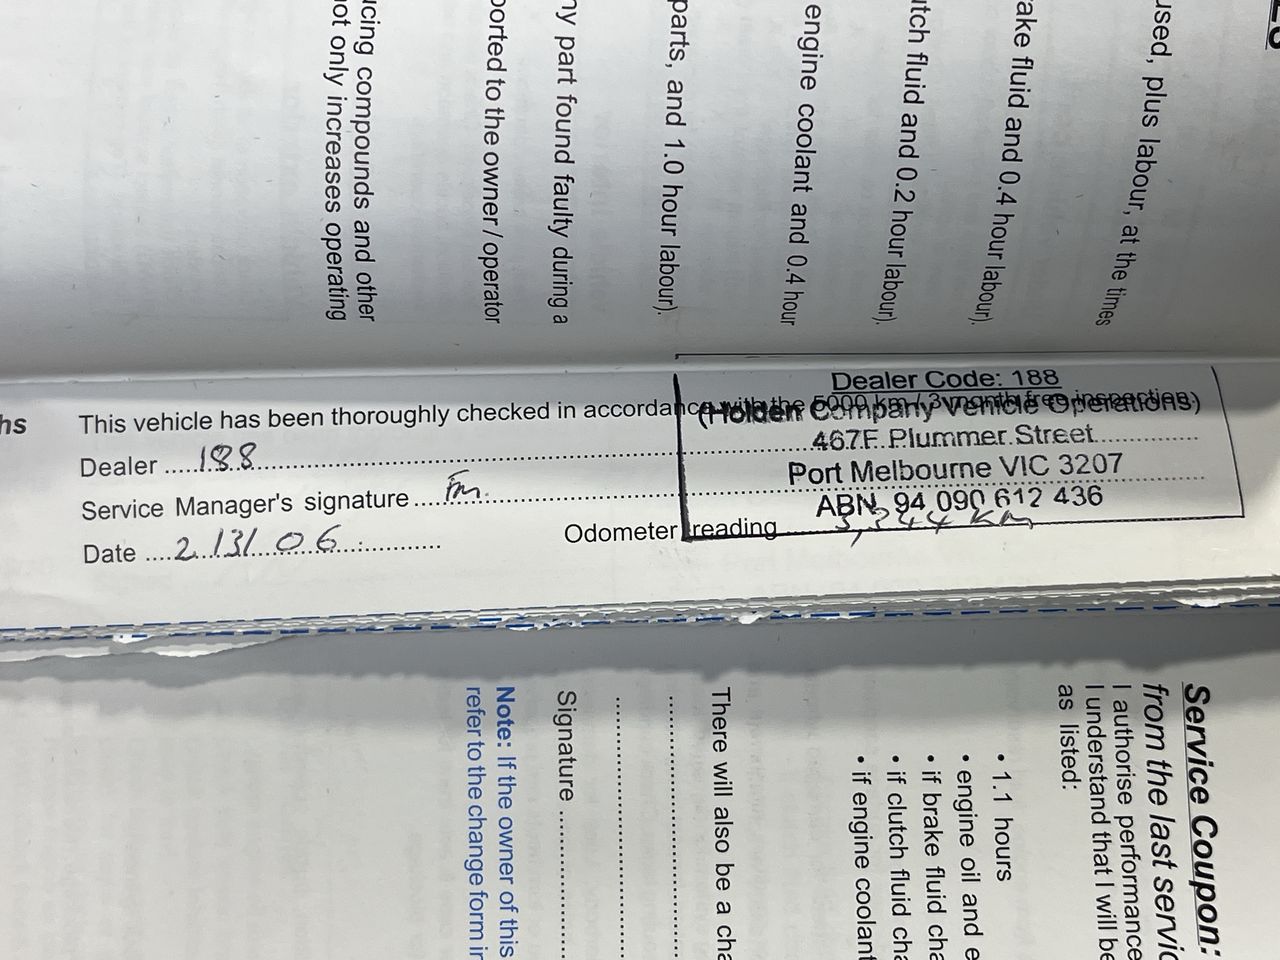 used, plus labour, at the times
ake fluid and 0.4 hour labour).
utch fluid and 0.2 hour labour).
engine coolant and 0.4 hour
parts, and 1.0 hour labour).
ny part found faulty during a
ported to the owner / operator
ucing compounds and other
not only increases operating
hs
This vehicle has been thoroughly checked in accordance with the 5000 km / 3 month free inspection.
Dealer ..... 188
Service Manager's signature ....
Date .... 2/3/06
Odometer reading 5,344 km
Dealer Code: 188
(Holden Company Vehicle Operations)
467F Plummer Street
Port Melbourne VIC 3207
ABN 94 090 612 436
Service Coupon:
from the last servic
I authorise performance
I understand that I will be
as listed:
• 1.1 hours
• engine oil and e
• if brake fluid cha
• if clutch fluid cha
• if engine coolant
There will also be a cha
Signature
Note: If the owner of this
refer to the change form in